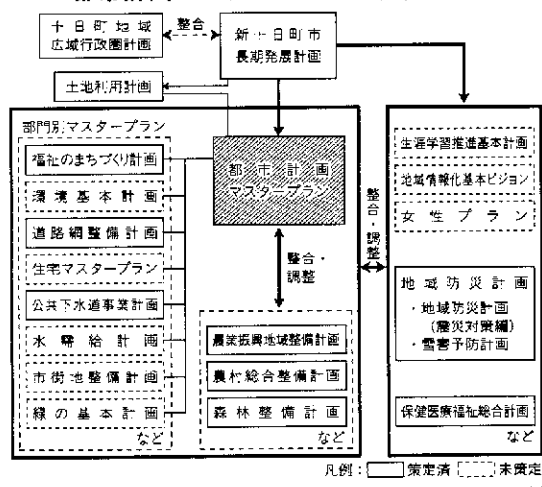 十日町地域
広域行政圏計画
整合
新・十日町市
長期発展計画
土地利用計画
部門別マスタープラン
福祉のまちづくり計画
環境基本計画
道路網整備計画
住宅マスタープラン
公共下水道事業計画
水需給計画
市街地整備計画
緑の基本計画
など
都市計画
マスタープラン
整合・
調整
農業振興地域整備計画
農村総合整備計画
森林整備計画
など
整合・調整
生涯学習推進基本計画
地域情報化基本ビジョン
女性プラン
地域防災計画
・地域防災計画
(震災対策編)
・雪害予防計画
保健医療福祉総合計画
など
凡例: 策定済 未策定